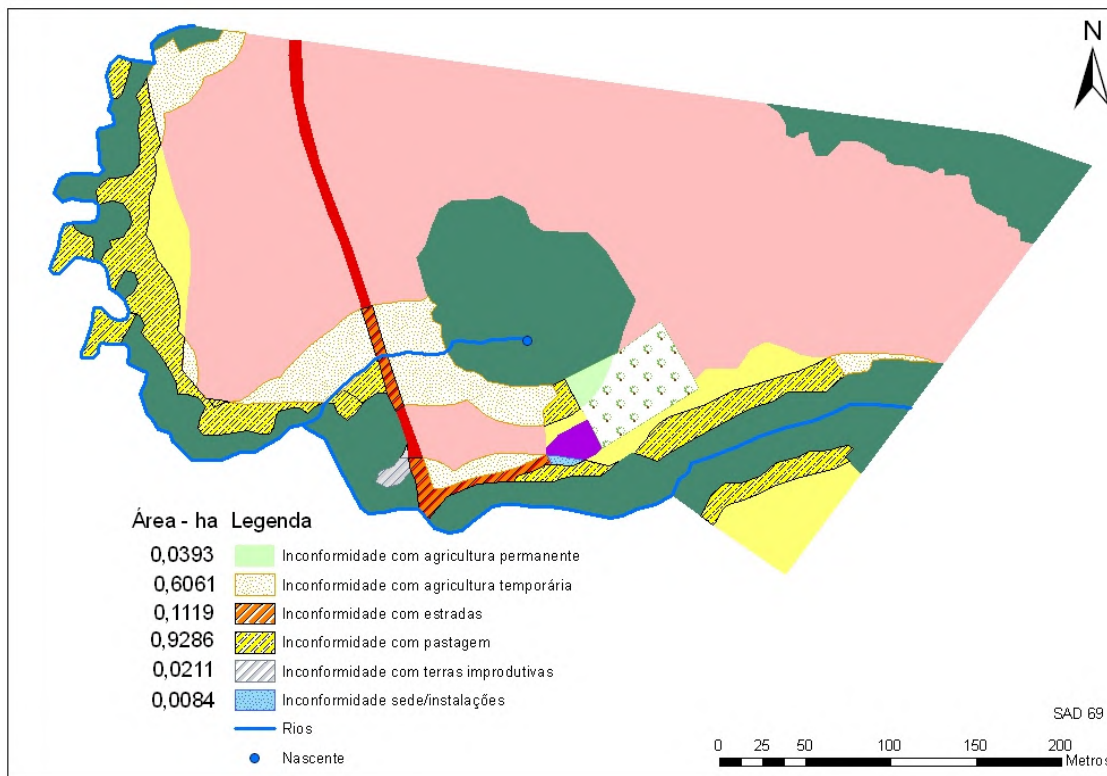 N
Área - ha Legenda
0,0393 Inconformidade com agricultura permanente
0,6061 Inconformidade com agricultura temporária
0,1119 Inconformidade com estradas
0,9286 Inconformidade com pastagem
0,0211 Inconformidade com terras improdutivas
0,0084 Inconformidade sede/instalações
Rios
Nascente
SAD 69
0 25 50 100 150 200
Metros